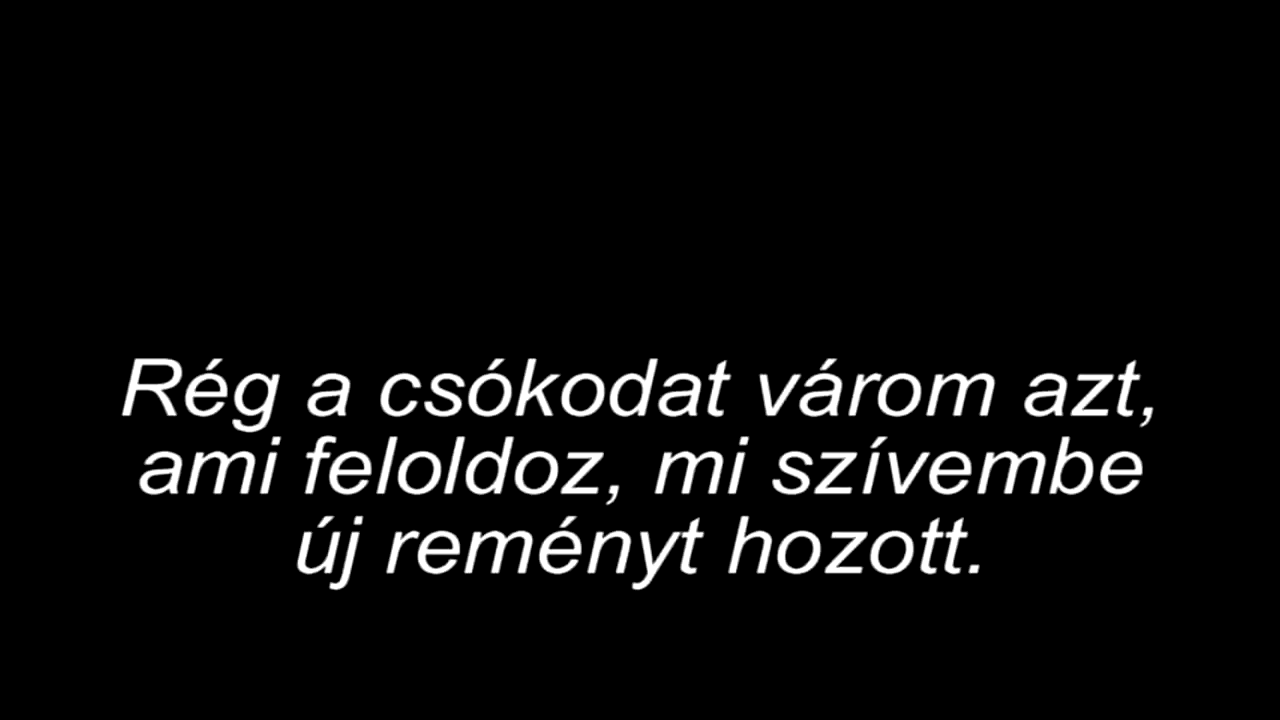 Rég a csókodat várom azt,
ami feloldoz, mi szívembe
új reményt hozott.